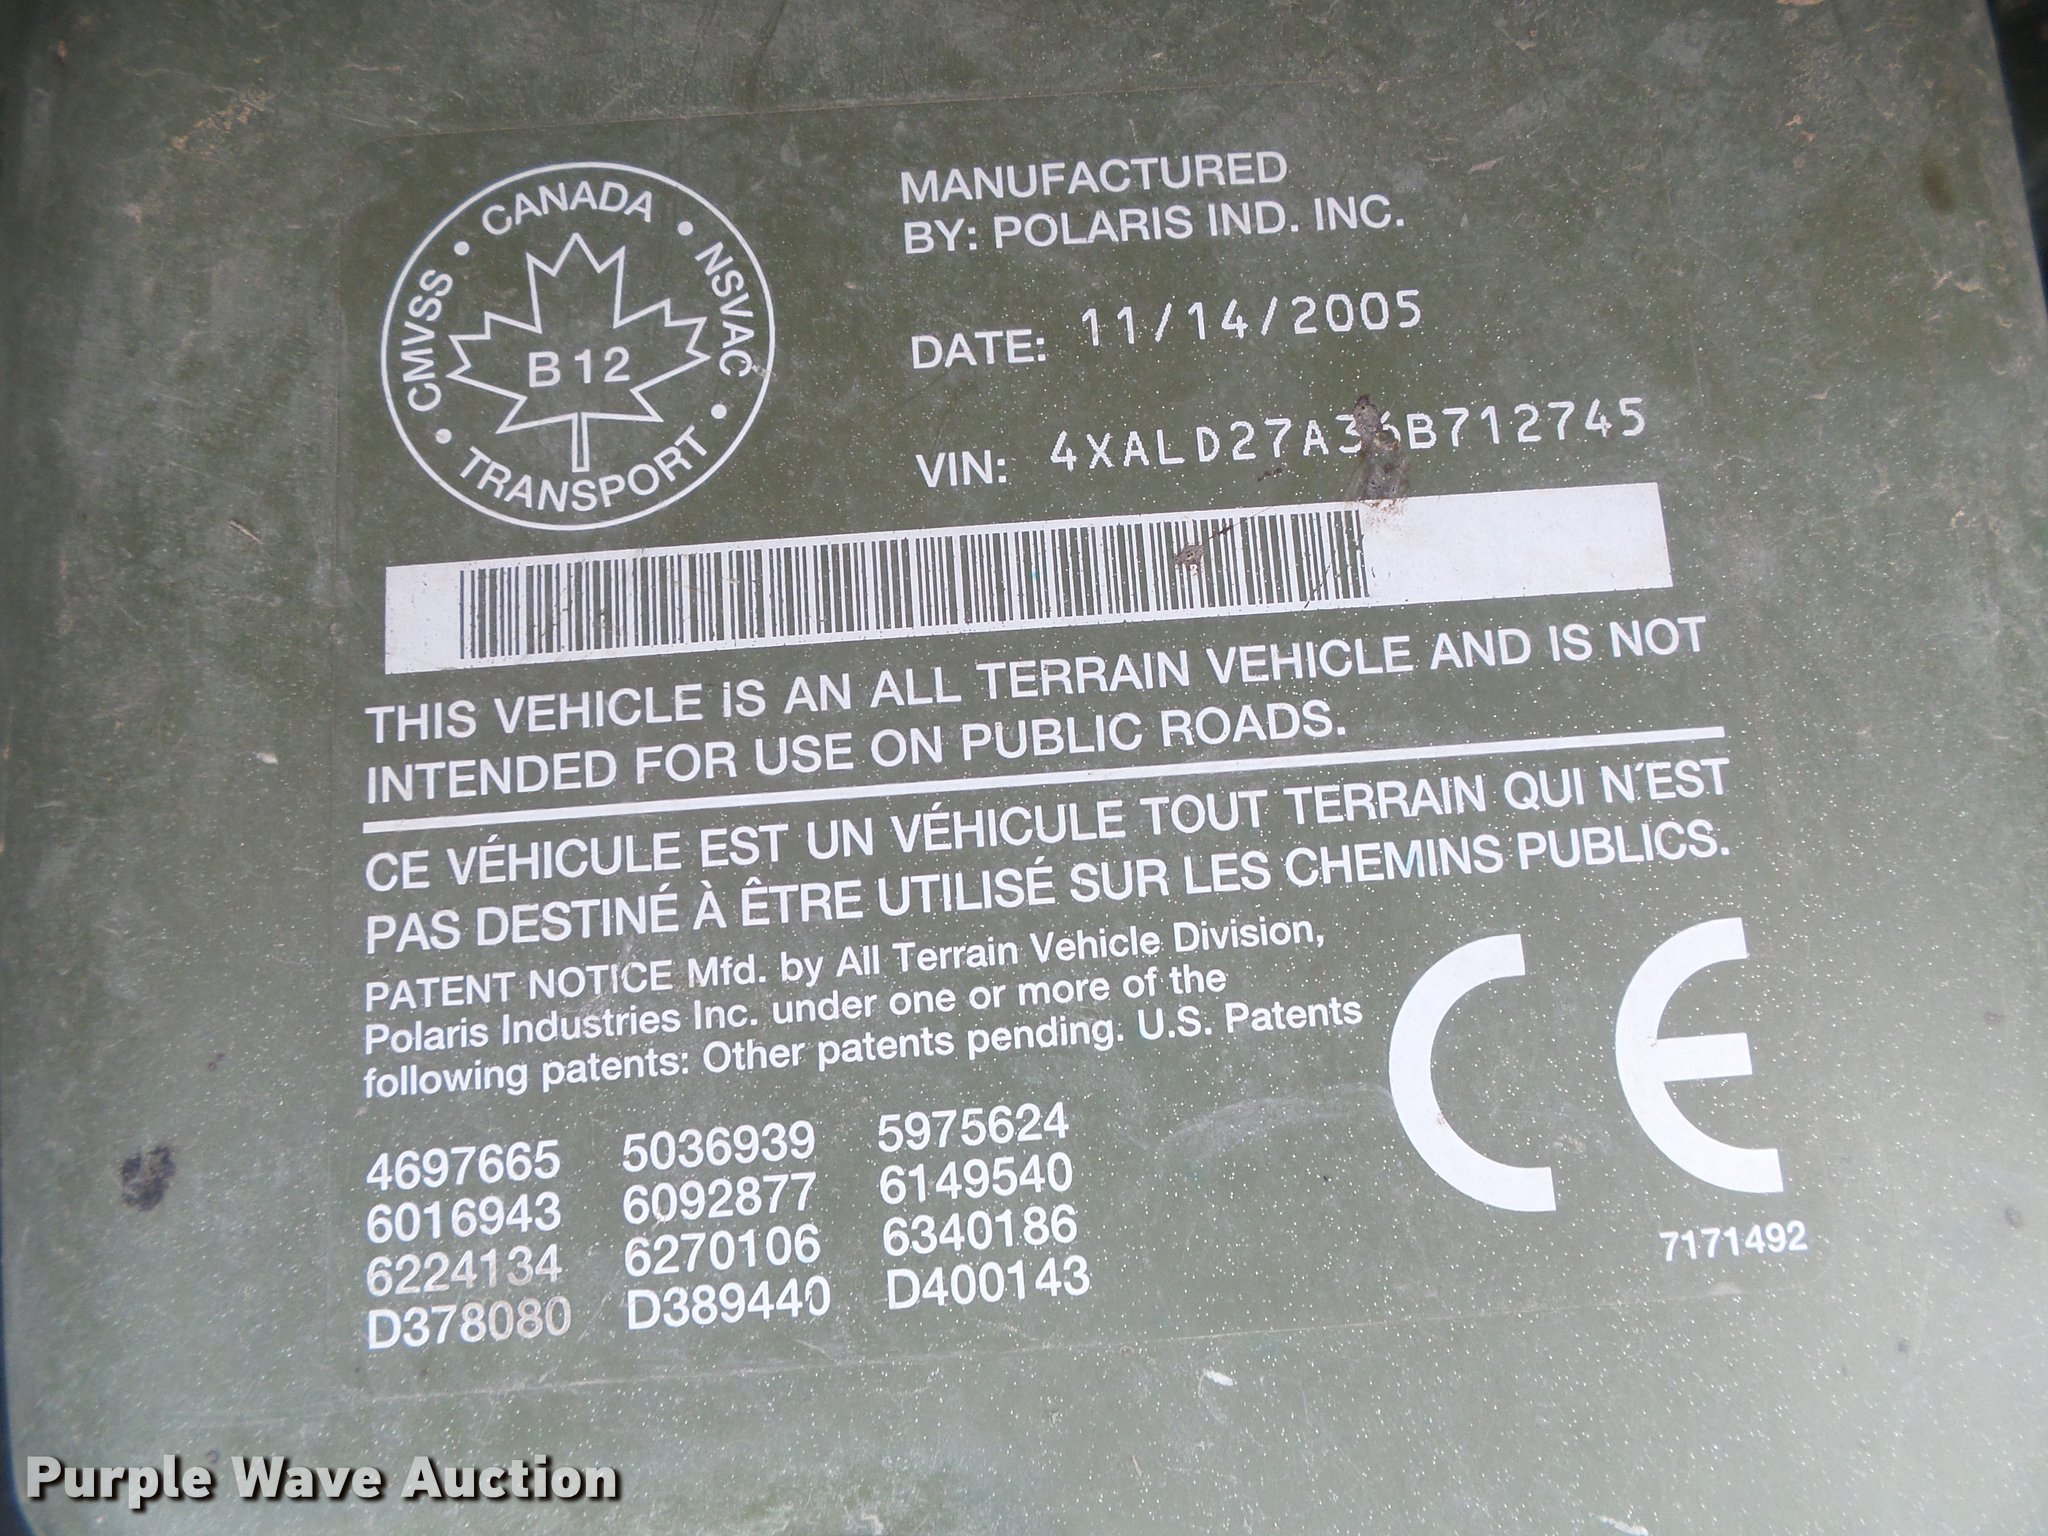 CMVSS • CANADA • NSVAC • TRANSPORT •
B 12
MANUFACTURED
BY: POLARIS IND. INC.
DATE: 11/14/2005
VIN: 4XALD27A36B712745
THIS VEHICLE IS AN ALL TERRAIN VEHICLE AND IS NOT
INTENDED FOR USE ON PUBLIC ROADS.
CE VÉHICULE EST UN VÉHICULE TOUT TERRAIN QUI N'EST
PAS DESTINÉ À ÊTRE UTILISÉ SUR LES CHEMINS PUBLICS.
PATENT NOTICE Mfd. by All Terrain Vehicle Division,
Polaris Industries Inc. under one or more of the
following patents: Other patents pending. U.S. Patents
4697665 5036939 5975624
6016943 6092877 6149540
6224134 6270106 6340186
D378080 D389440 D400143
CE
7171492
Purple Wave Auction